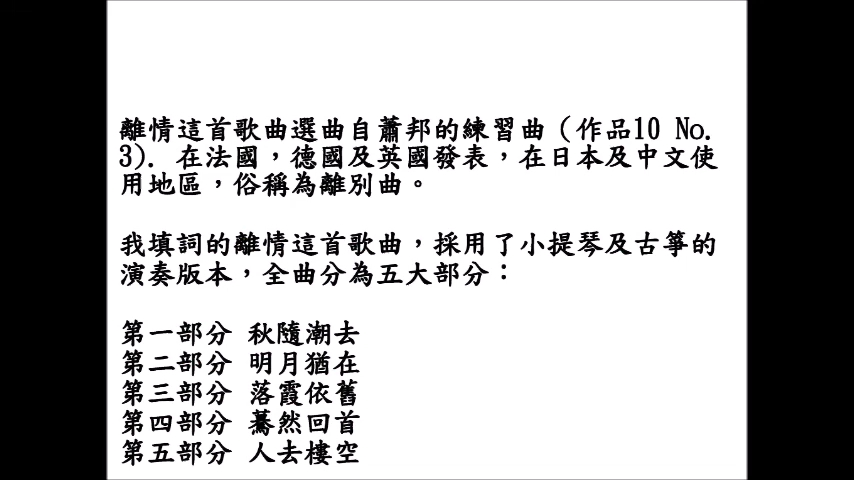 離情這首歌曲選曲自蕭邦的練習曲（作品10 No.
3). 在法國，德國及英國發表，在日本及中文使
用地區，俗稱為離別曲。
我填詞的離情這首歌曲，採用了小提琴及古箏的
演奏版本，全曲分為五大部分：
第一部分 秋隨潮去
第二部分 明月猶在
第三部分 落霞依舊
第四部分 驀然回首
第五部分 人去樓空